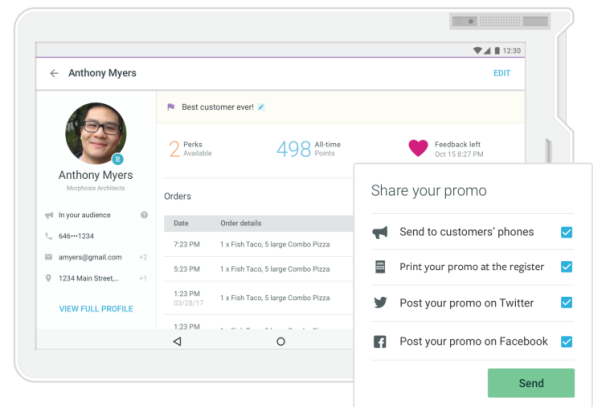 12:30
Anthony Myers
EDIT
Best customer ever!
2 Perks Available
498 All-time Points
Feedback left
Oct 15 8:27 PM
R
Anthony Myers
Morphosis Architects
In your audience
646•••1234
amyers@gmail.com +2
1234 Main Street,... +1
VIEW FULL PROFILE
Orders
Date Order details
7:23 PM 1 x Fish Taco, 5 large Combo Pizza
5:23 PM 1 x Fish Taco, 5 large Combo Pizza
1:23 PM 1 x Fish Taco, 5 large Combo Pizza
03/28/17
1:23 PM
Share your promo
Send to customers' phones
Print your promo at the register
Post your promo on Twitter
Post your promo on Facebook
Send